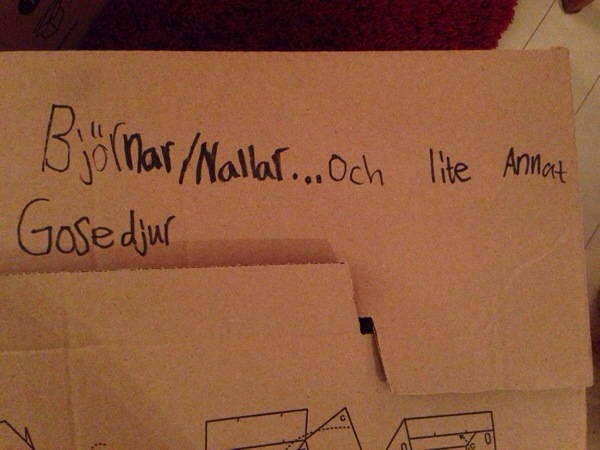 Björnar/Nallar...och lite Annat
Gosedjur
C
C